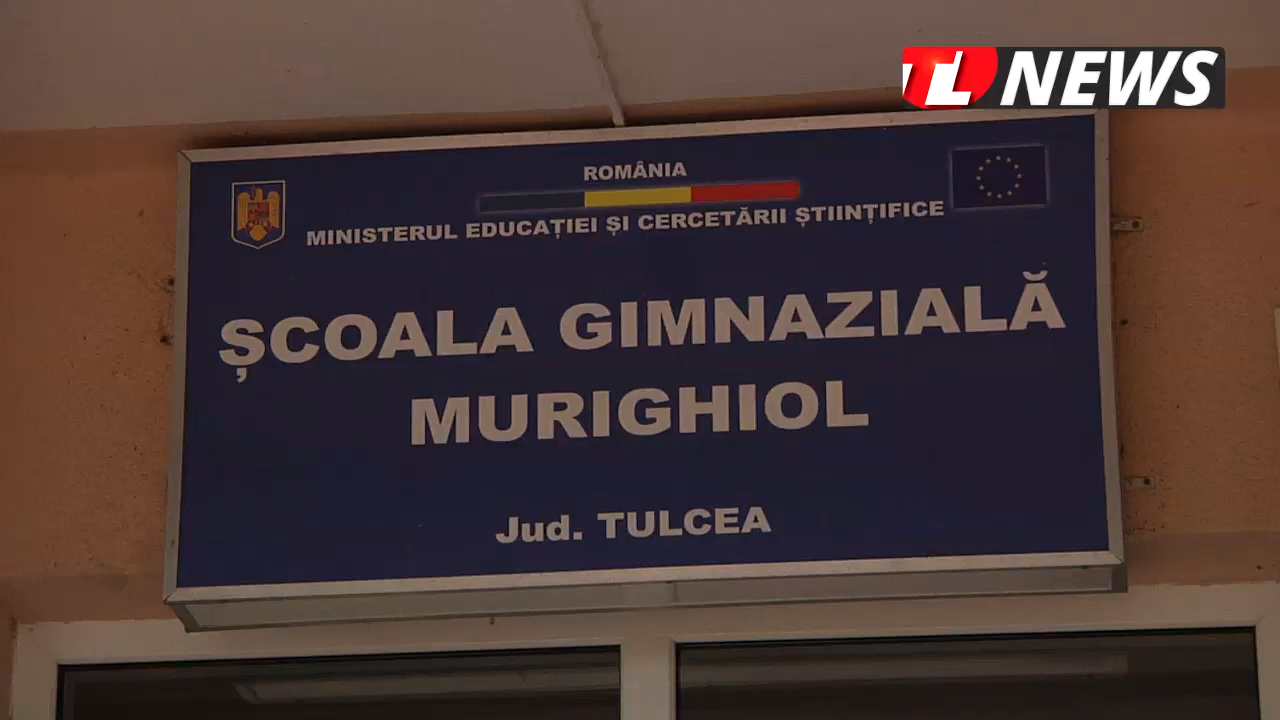 TL NEWS
ROMÂNIA
MINISTERUL EDUCAȚIEI ȘI CERCETĂRII ȘTIINȚIFICE
ȘCOALA GIMNAZIALĂ
MURIGHIOL
Jud. TULCEA